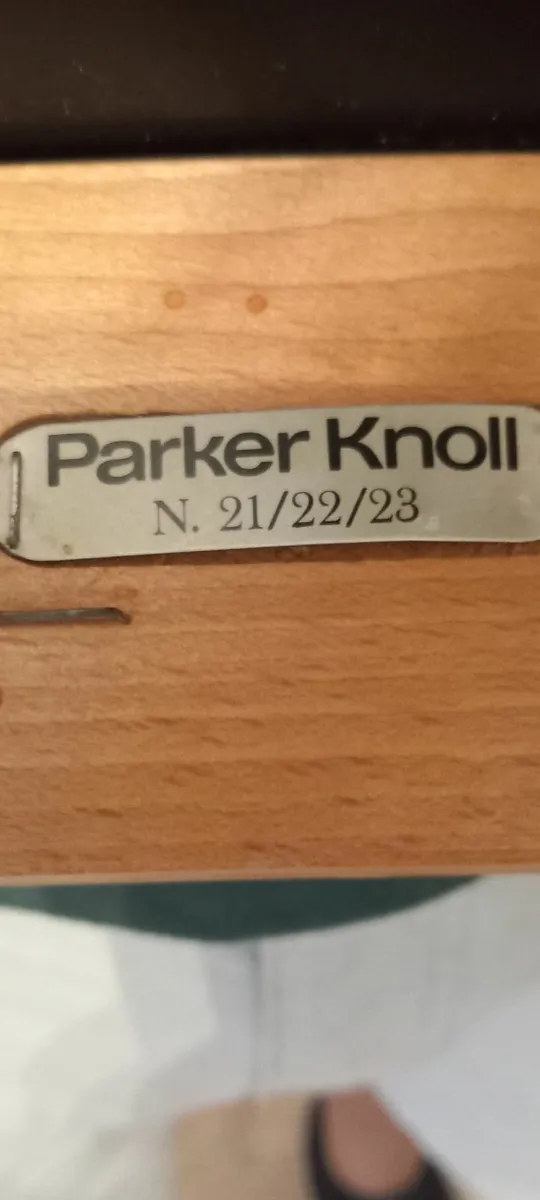 Parker Knoll
N. 21/22/23